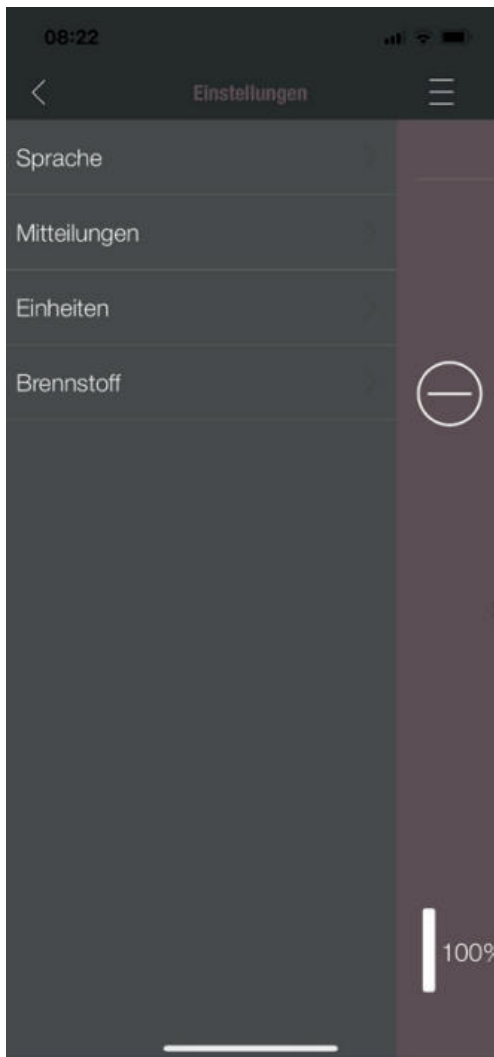 08:22
Einstellungen
Sprache
Mitteilungen
Einheiten
Brennstoff
100%